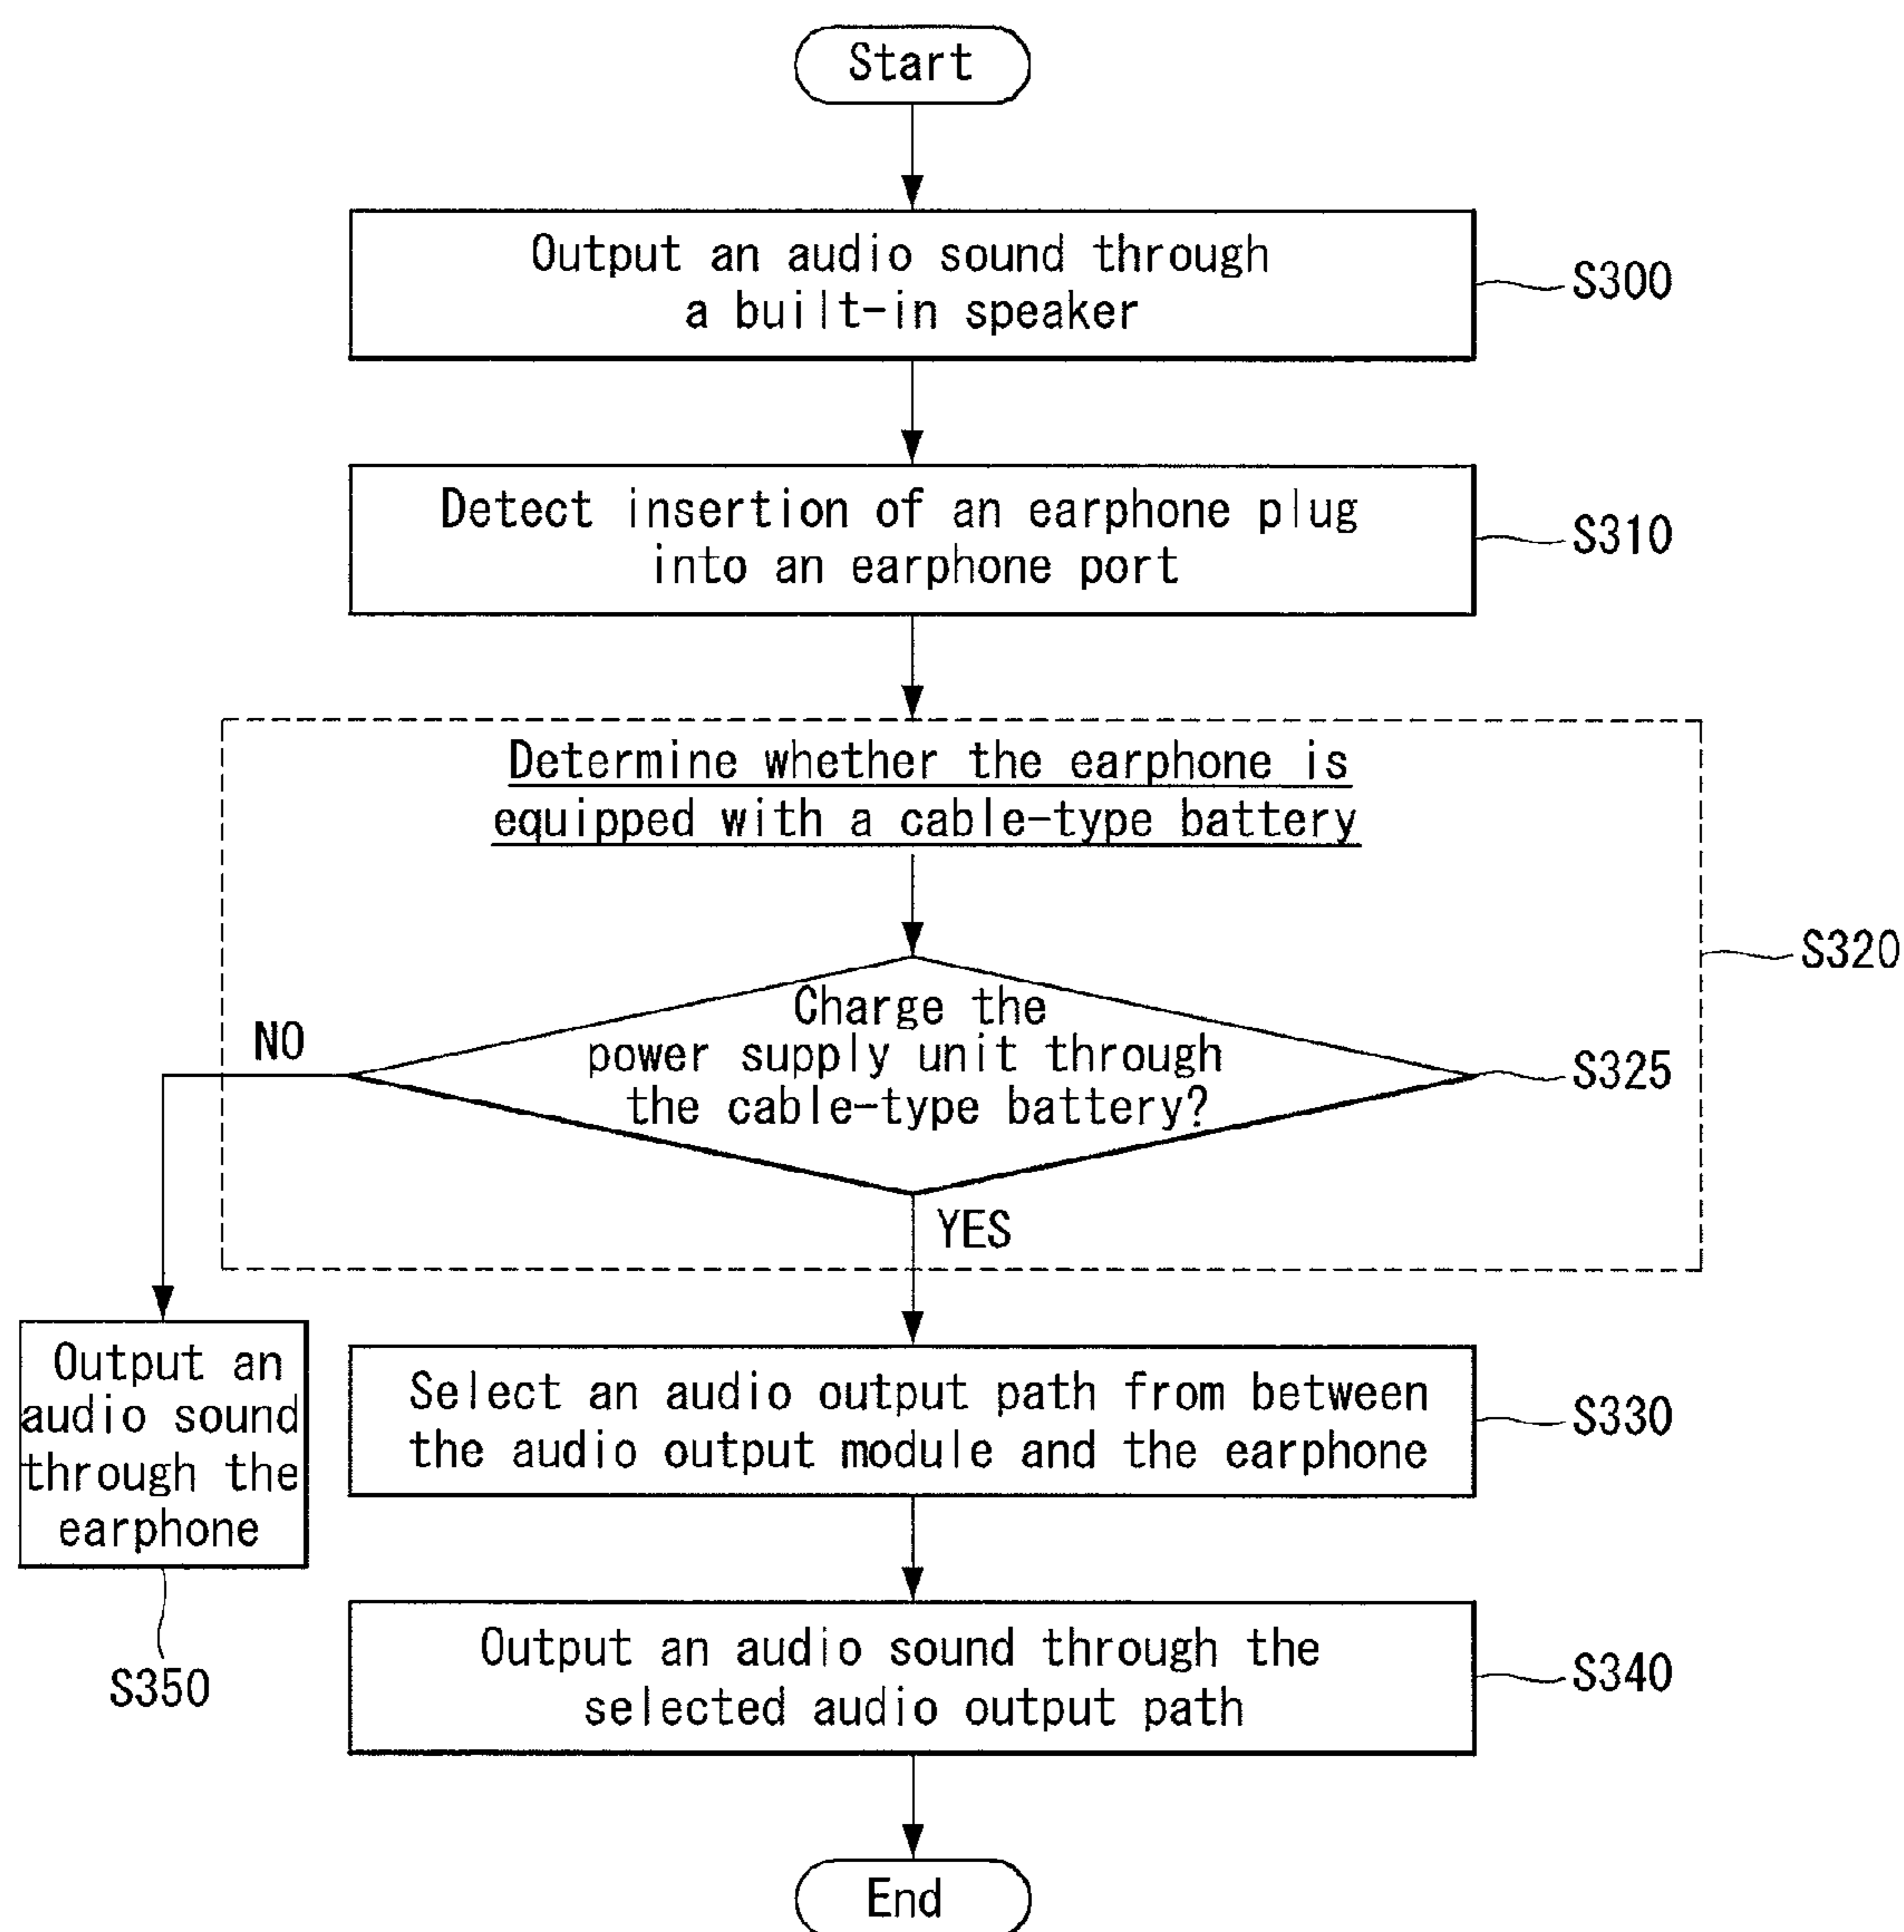 Start
Output an audio sound through
a built-in speaker
S300
Detect insertion of an earphone plug
into an earphone port
S310
Determine whether the earphone is
equipped with a cable-type battery
S320
Charge the
power supply unit through
the cable-type battery?
S325
NO
YES
Output an
audio sound
through the
earphone
S350
Select an audio output path from between
the audio output module and the earphone
S330
Output an audio sound through the
selected audio output path
S340
End